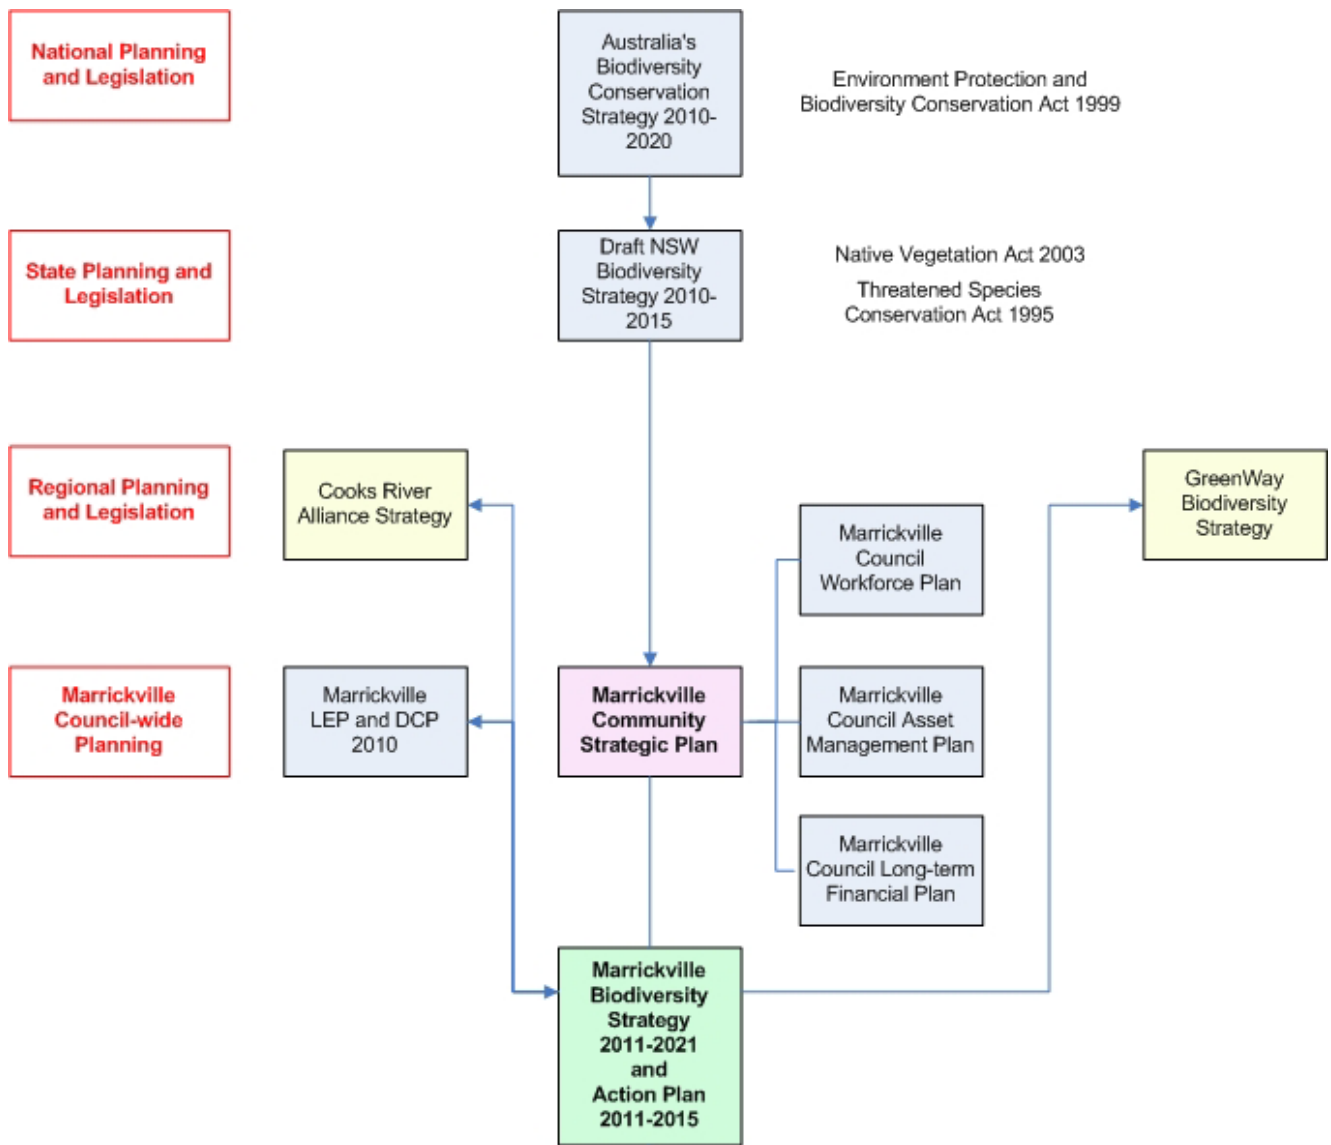 National Planning
and Legislation
Australia's
Biodiversity
Conservation
Strategy 2010-
2020
Environment Protection and
Biodiversity Conservation Act 1999
State Planning and
Legislation
Draft NSW
Biodiversity
Strategy 2010-
2015
Native Vegetation Act 2003
Threatened Species
Conservation Act 1995
Regional Planning
and Legislation
Cooks River
Alliance Strategy
Marrickville
Council
Workforce Plan
GreenWay
Biodiversity
Strategy
Marrickville
Council-wide
Planning
Marrickville
LEP and DCP
2010
Marrickville
Community
Strategic Plan
Marrickville
Council Asset
Management Plan
Marrickville
Council Long-term
Financial Plan
Marrickville
Biodiversity
Strategy
2011-2021
and
Action Plan
2011-2015